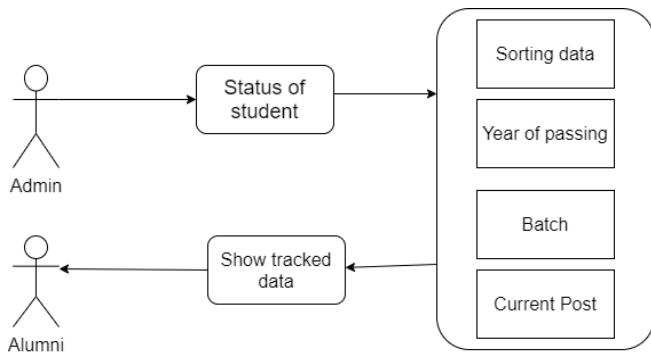 Sorting data
Status of
student
Year of passing
Admin
Batch
Show tracked
data
Current Post
Alumni